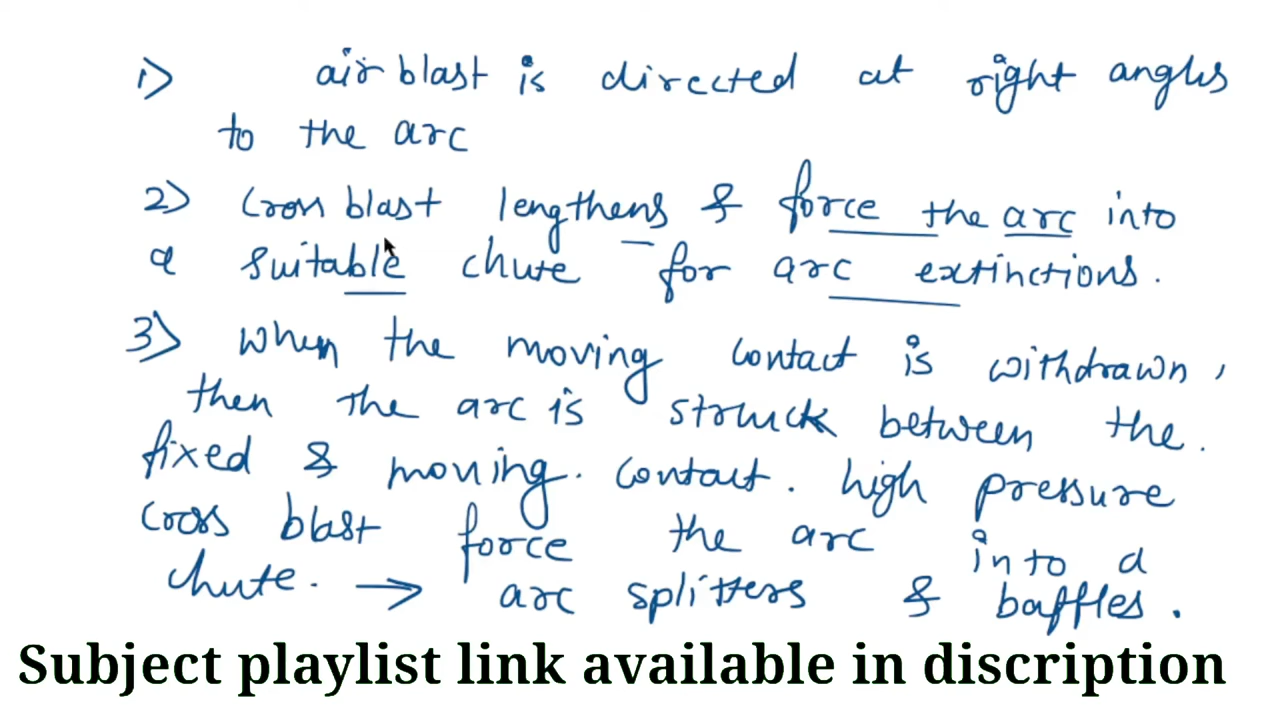 1) air blast is directed at right angles
to the arc
2) Cross blast lengthens & force the arc into
a suitable chute for arc extinctions.
3) when the moving contact is withdrawn,
then the arc is struck between the.
fixed & moving. contact. high pressure
cross blast force the arc into a
chute. → arc splitters & baffles.
Subject playlist link available in discription